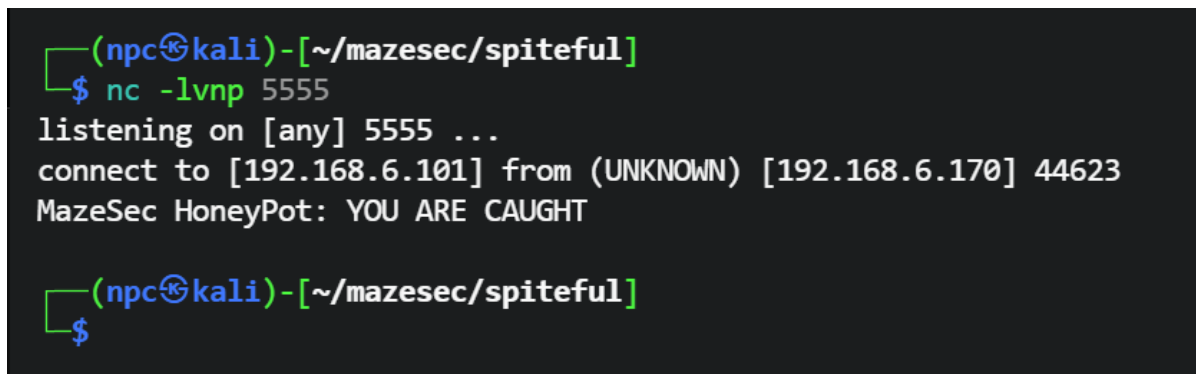 ┌──(npc㉿kali)-[~/mazesec/spiteful]
└─$ nc -lvnp 5555
listening on [any] 5555 ...
connect to [192.168.6.101] from (UNKNOWN) [192.168.6.170] 44623
MazeSec HoneyPot: YOU ARE CAUGHT
┌──(npc㉿kali)-[~/mazesec/spiteful]
└─$